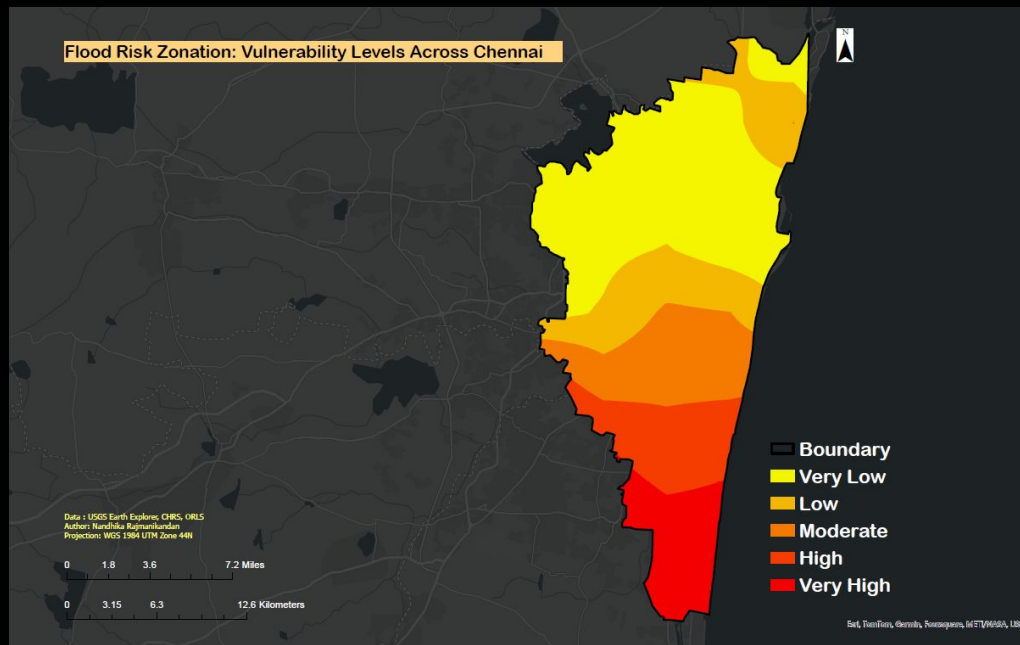 Flood Risk Zonation: Vulnerability Levels Across Chennai
N
Boundary
Very Low
Low
Moderate
High
Very High
Data : USGS Earth Explorer, CHRS, ORLS
Author: Nandhika Rajmanikandan
Projection: WGS 1984 UTM Zone 44N
0 1.8 3.6 7.2 Miles
0 3.15 6.3 12.6 Kilometers
Esri, TomTom, Garmin, Foursquare, METI/NASA, US